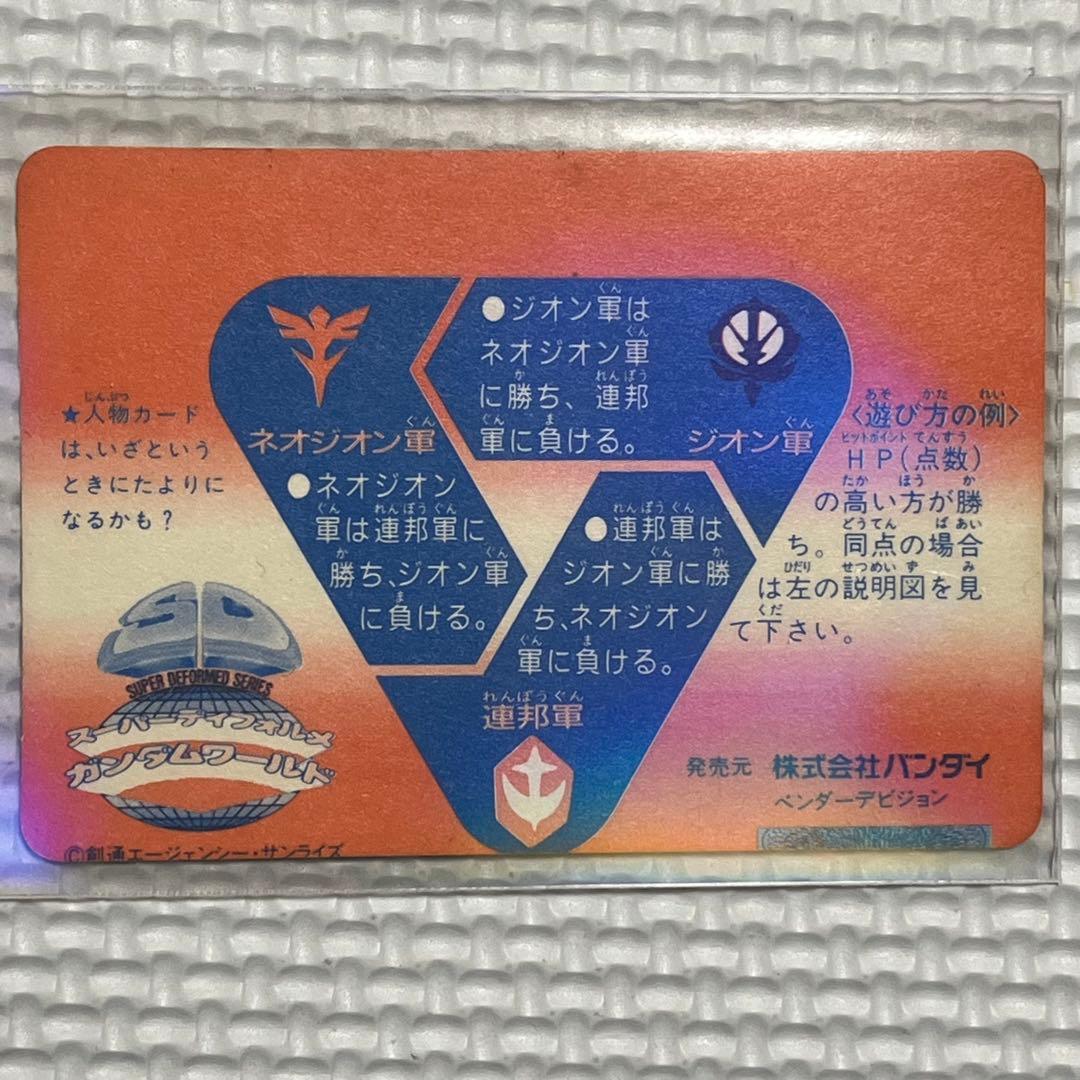 ●ジオン軍は
ネオジオン軍
に勝ち、連邦
軍に負ける。
ネオジオン軍
ジオン軍
●ネオジオン
軍は連邦軍に
勝ち、ジオン軍
に負ける。
●連邦軍は
ジオン軍に勝
ち、ネオジオン
軍に負ける。
連邦軍
★人物カード
は、いざという
ときにたよりに
なるかも?
<遊び方の例>
HP(点数)
の高い方が勝
ち。同点の場合
は左の説明図を見
て下さい。
SD
SUPER DEFORMED SERIES
スーパーディフォルメ
ガンダムワールド
発売元 株式会社バンダイ
ベンダーデビジョン
©創通エージェンシー・サンライズ